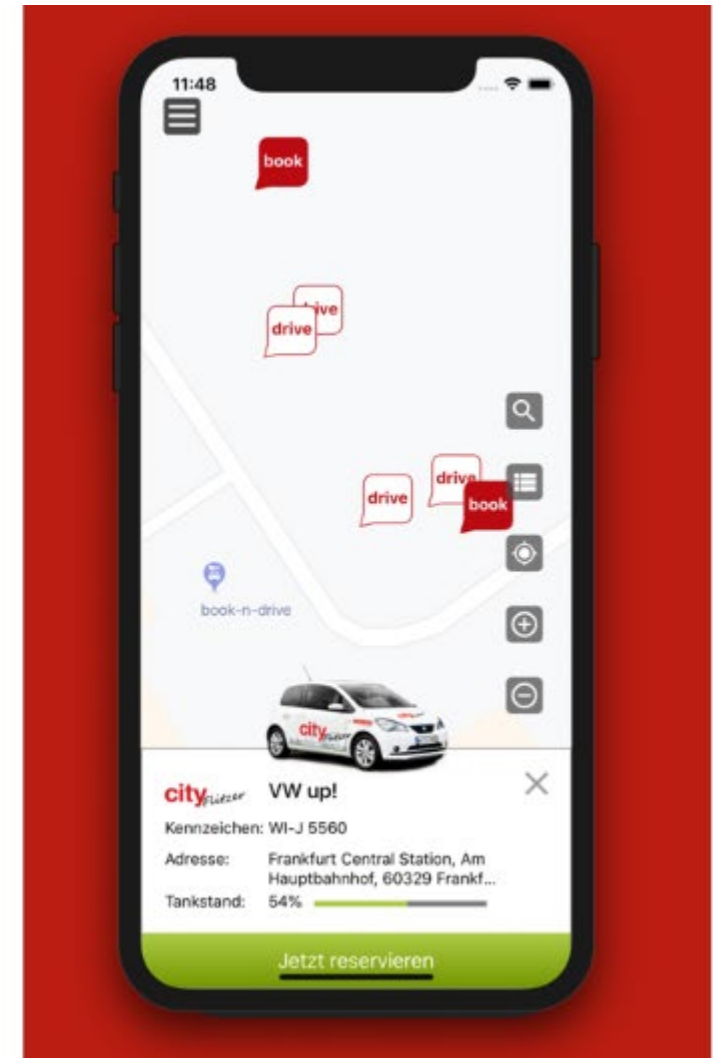 11:48
book
drive
drive
drive
drive
book
book-n-drive
city
cityFlitzer
VW up!
Kennzeichen: WI-J 5560
Adresse: Frankfurt Central Station, Am
Hauptbahnhof, 60329 Frankf...
Tankstand: 54%
Jetzt reservieren